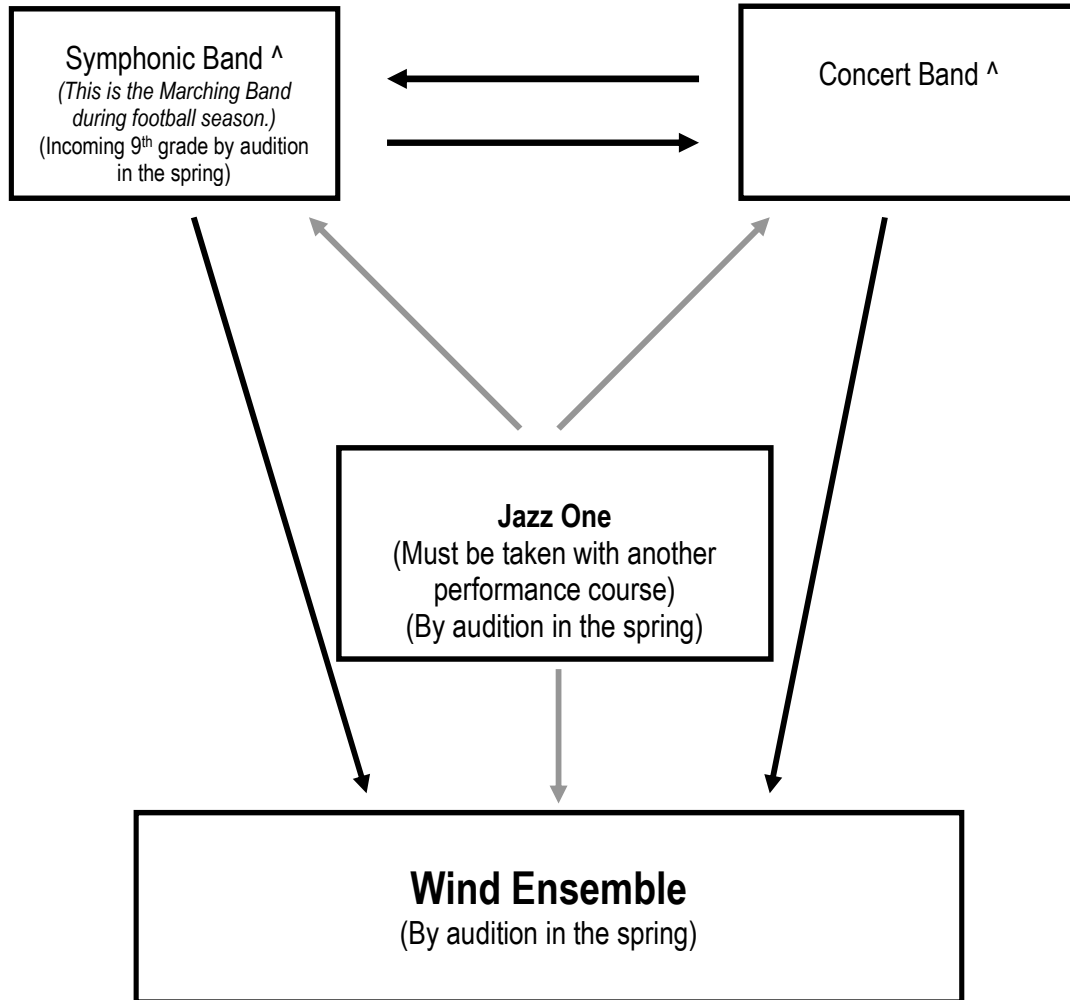 Symphonic Band ^
(This is the Marching Band
during football season.)
(Incoming 9th grade by audition
in the spring)
Concert Band ^
Jazz One
(Must be taken with another
performance course)
(By audition in the spring)
Wind Ensemble
(By audition in the spring)